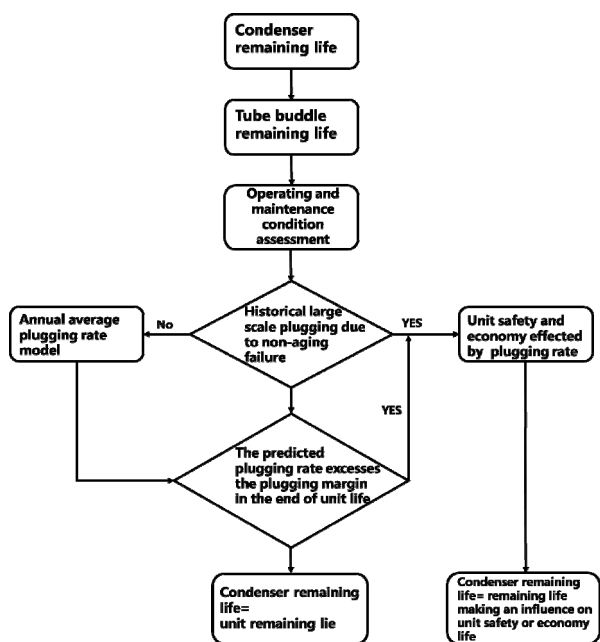 Condenser
remaining life
Tube buddle
remaining life
Operating and
maintenance
condition
assessment
Historical large
scale plugging due
to non-aging
failure
No
YES
Annual average
plugging rate
model
Unit safety and
economy effected
by plugging rate
YES
The predicted
plugging rate excesses
the plugging margin
in the end of unit life
Condenser remaining
life=
unit remaining lie
Condenser remaining
life= remaining life
making an influence on
unit safety or economy
life